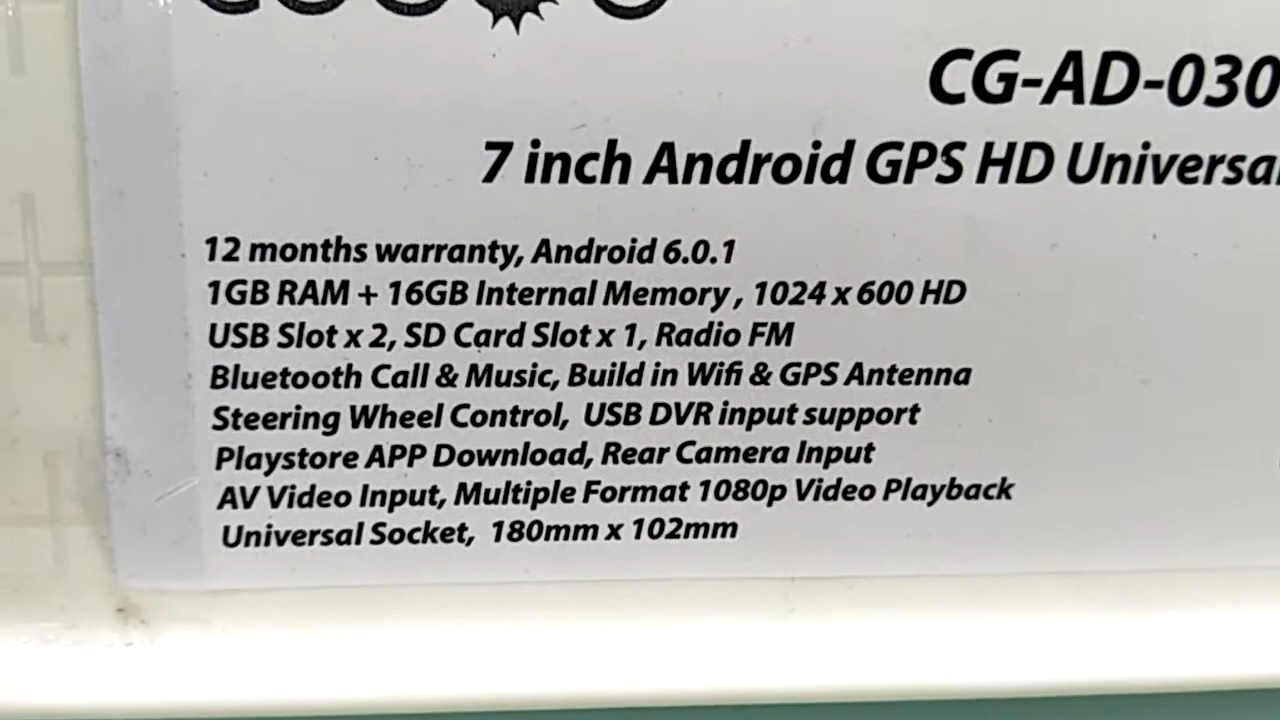 CG-AD-030
7 inch Android GPS HD Universal
12 months warranty, Android 6.0.1
1GB RAM + 16GB Internal Memory, 1024 x 600 HD
USB Slot x 2, SD Card Slot x 1, Radio FM
Bluetooth Call & Music, Build in Wifi & GPS Antenna
Steering Wheel Control, USB DVR input support
Playstore APP Download, Rear Camera Input
AV Video Input, Multiple Format 1080p Video Playback
Universal Socket, 180mm x 102mm